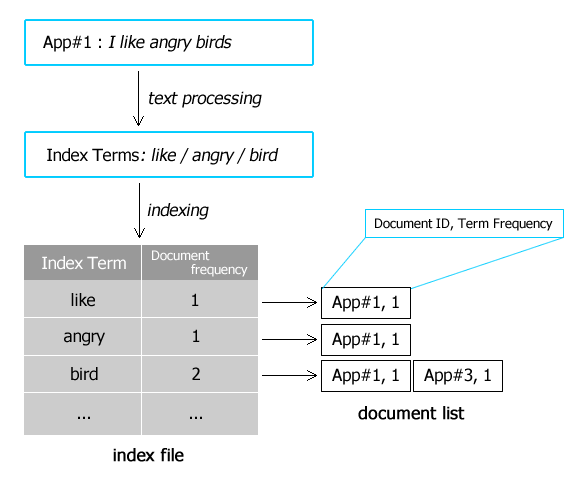 App#1 : I like angry birds
text processing
Index Terms: like / angry / bird
indexing
Document ID, Term Frequency
Index Term
Document
frequency
like
1
App#1, 1
angry
1
App#1, 1
bird
2
App#1, 1
App#3, 1
...
...
document list
index file